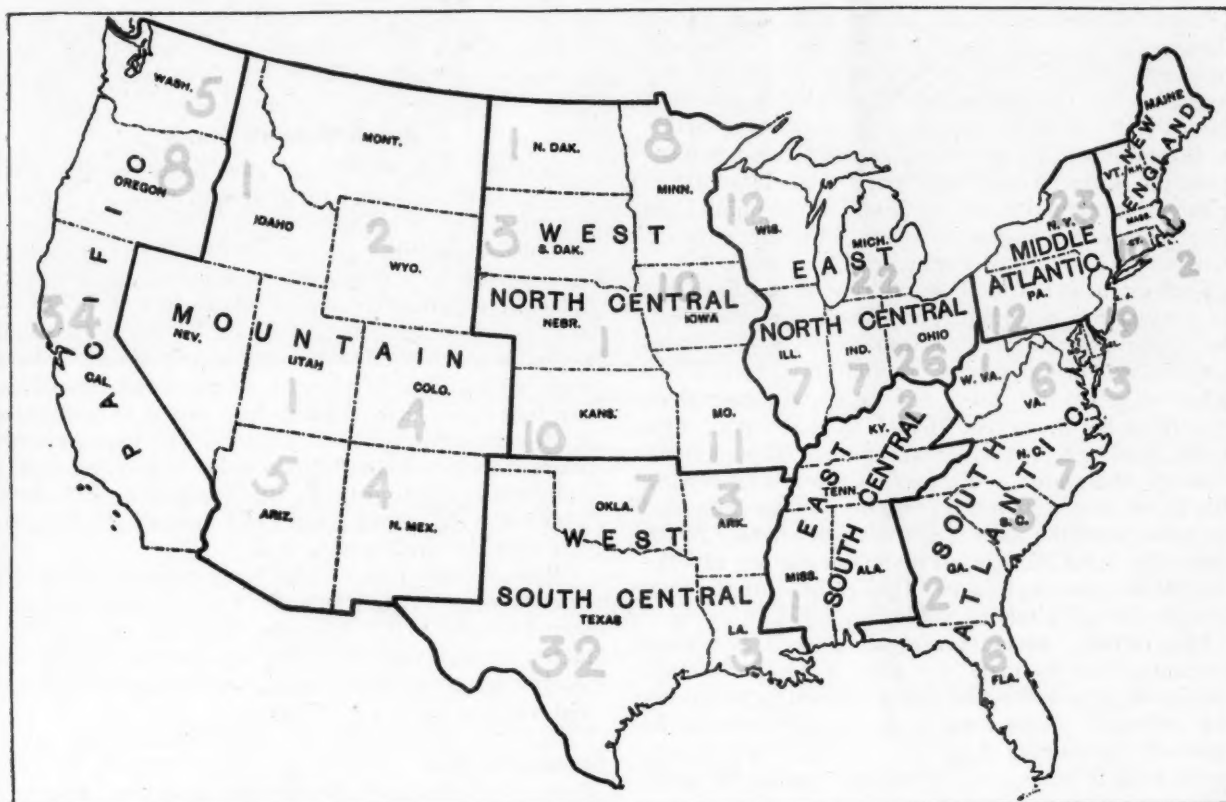 WASH. 5
OREGON 8
PACIFIC
CAL. 34
MOUNTAIN
MONT.
IDAHO 1
WYO. 2
NEV.
UTAH 1
COLO. 4
ARIZ. 5
N. MEX. 4
WEST
NORTH CENTRAL
N. DAK. 1
S. DAK. 3
NEBR. 1
KANS. 10
MINN. 8
IOWA 10
MO. 11
WEST
SOUTH CENTRAL
OKLA. 7
ARK. 3
TEXAS 32
LA. 3
EAST
NORTH CENTRAL
WIS. 12
MICH. 22
ILL. 7
IND. 7
OHIO 26
EAST
SOUTH CENTRAL
KY. 2
TENN.
MISS. 1
ALA.
SOUTH
ATLANTIC
W. VA. 1
VA. 6
N. C. 7
S. C. 3
GA. 2
FLA. 6
3
MIDDLE
ATLANTIC
N. Y. 23
PA. 12
19
NEW
ENGLAND
MAINE
VT.
N.H.
MASS.
2